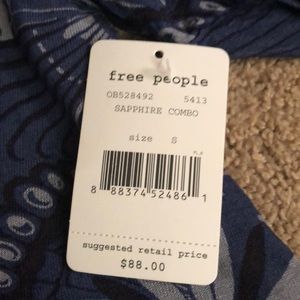 free people
OB528492 5413
SAPPHIRE COMBO
size S
8 88374 52486 1
suggested retail price
$88.00